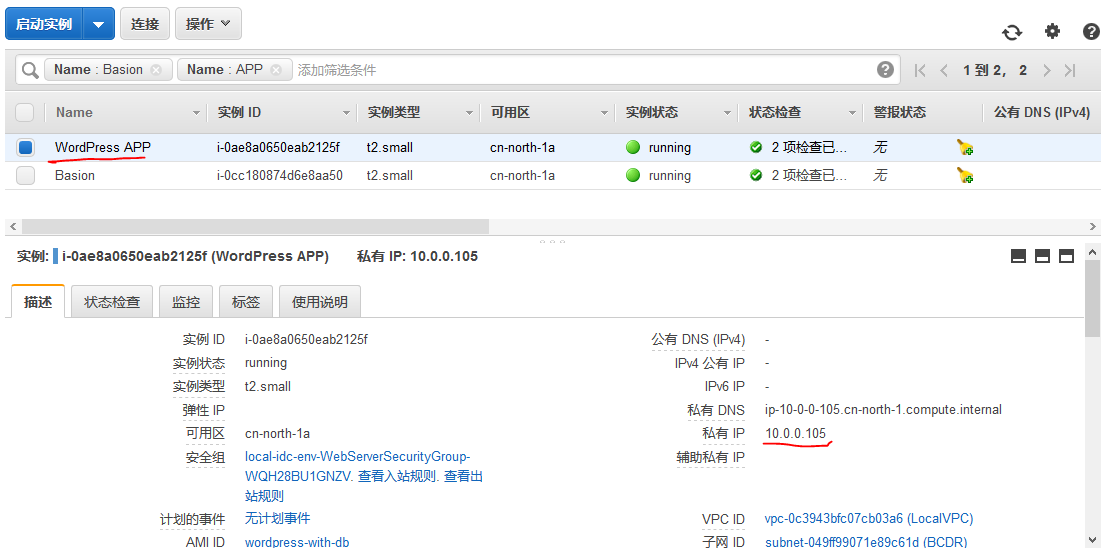 启动实例 连接 操作
Name : Basion Name : APP 添加筛选条件 1 到 2， 2
Name 实例 ID 实例类型 可用区 实例状态 状态检查 警报状态 公有 DNS (IPv4)
WordPress APP i-0ae8a0650eab2125f t2.small cn-north-1a running 2 项检查已... 无
Basion i-0cc180874d6e8aa50 t2.small cn-north-1a running 2 项检查已... 无
实例: i-0ae8a0650eab2125f (WordPress APP) 私有 IP: 10.0.0.105
描述 状态检查 监控 标签 使用说明
实例 ID i-0ae8a0650eab2125f 公有 DNS (IPv4) -
实例状态 running IPv4 公有 IP -
实例类型 t2.small IPv6 IP -
弹性 IP 私有 DNS ip-10-0-0-105.cn-north-1.compute.internal
可用区 cn-north-1a 私有 IP 10.0.0.105
安全组 local-idc-env-WebServerSecurityGroup- 辅助私有 IP
WQH28BU1GNZV. 查看入站规则. 查看出
站规则
计划的事件 无计划事件 VPC ID vpc-0c3943bfc07cb03a6 (LocalVPC)
AMI ID wordpress-with-db 子网 ID subnet-049ff99071e89c61d (BCDR)